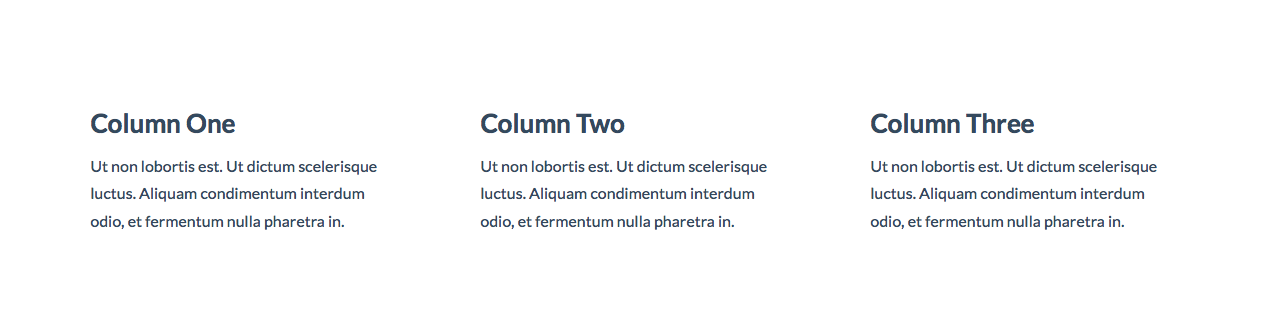 Column One
Ut non lobortis est. Ut dictum scelerisque
luctus. Aliquam condimentum interdum
odio, et fermentum nulla pharetra in.
Column Two
Ut non lobortis est. Ut dictum scelerisque
luctus. Aliquam condimentum interdum
odio, et fermentum nulla pharetra in.
Column Three
Ut non lobortis est. Ut dictum scelerisque
luctus. Aliquam condimentum interdum
odio, et fermentum nulla pharetra in.